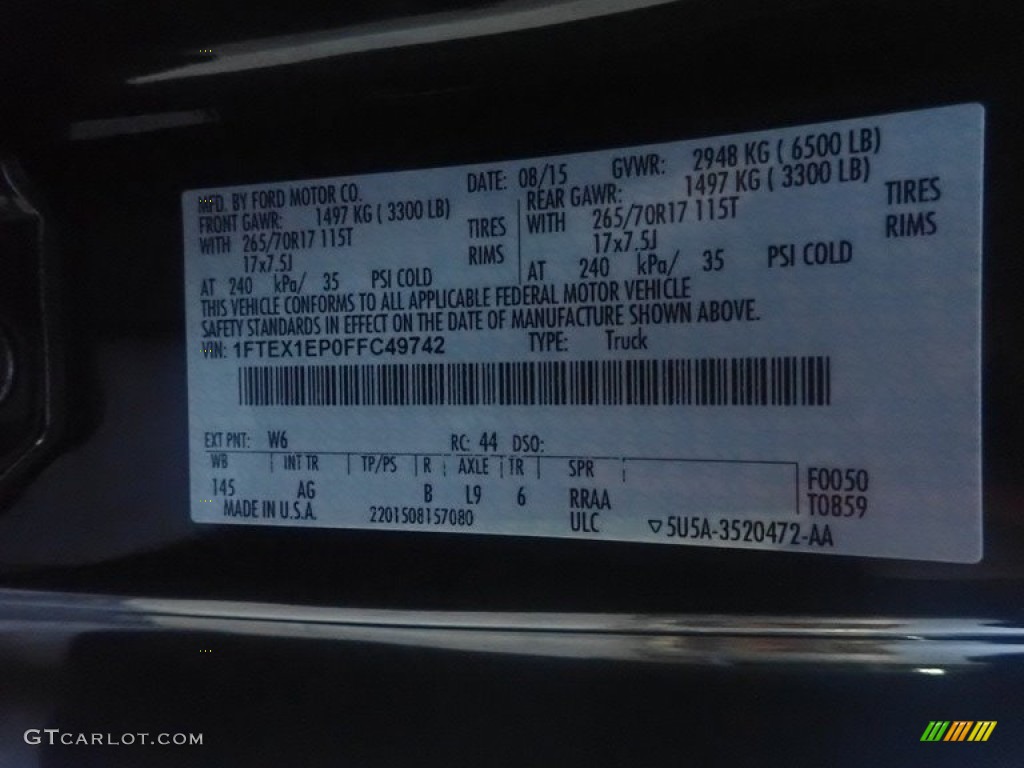 MFD. BY FORD MOTOR CO. DATE: 08/15 GVWR: 2948 KG ( 6500 LB)
FRONT GAWR: 1497 KG ( 3300 LB) REAR GAWR: 1497 KG ( 3300 LB)
WITH 265/70R17 115T TIRES WITH 265/70R17 115T TIRES
17x7.5J RIMS 17x7.5J RIMS
AT 240 kPa/ 35 PSI COLD AT 240 kPa/ 35 PSI COLD
THIS VEHICLE CONFORMS TO ALL APPLICABLE FEDERAL MOTOR VEHICLE
SAFETY STANDARDS IN EFFECT ON THE DATE OF MANUFACTURE SHOWN ABOVE.
VIN: 1FTEX1EP0FFC49742 TYPE: Truck
EXT PNT: W6 RC: 44 DSO:
WB INT TR TP/PS R AXLE TR SPR F0050
145 AG B L9 6 RRAA T0859
MADE IN U.S.A. 2201508157080 ULC ▽5U5A-3520472-AA
GTCARLOT.COM